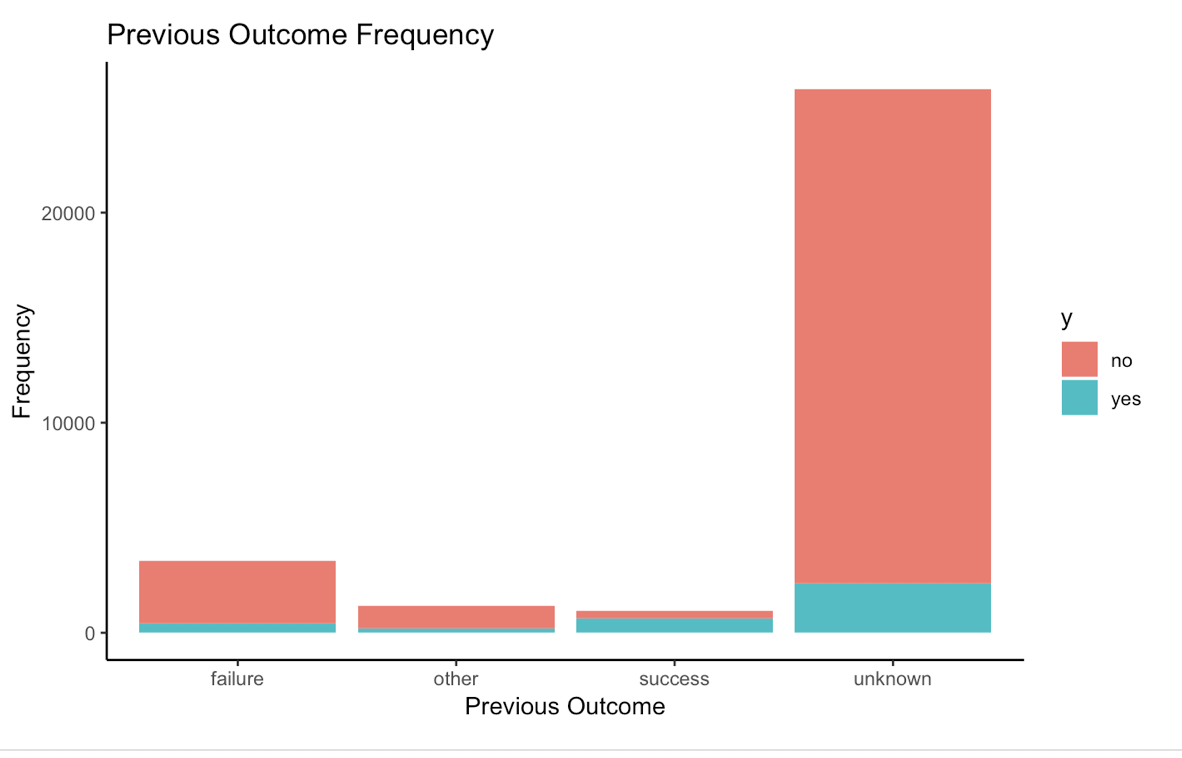 Previous Outcome Frequency
Frequency
20000
10000
0
failure other success unknown
Previous Outcome
y
no
yes